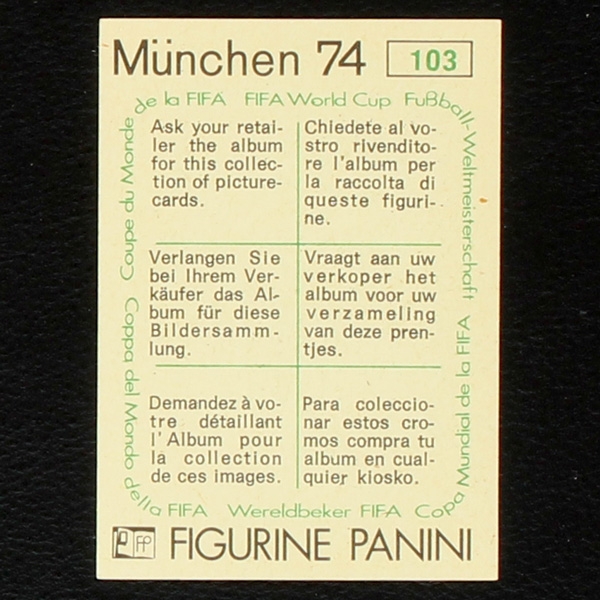 München 74 103
de la FIFA FIFA World Cup Fußball-Weltmeisterschaft
Ask your retai-
ler the album
for this collec-
tion of picture-
cards.
Chiedete al vo-
stro rivendito-
re l'album per
la raccolta di
queste figuri-
ne.
Verlangen Sie
bei Ihrem Ver-
käufer das Al-
bum für diese
Bildersamm-
lung.
Vraagt aan uw
verkoper het
album voor uw
verzameling
van deze pren-
tjes.
Demandez à vo-
tre détaillant
l'Album pour
la collection
de ces images.
Para coleccio-
nar estos cro-
mos compra tu
album en cual-
quier kiosko.
Coupe du Monde
Coppa del Mondo
della FIFA Wereldbeker FIFA Copa Mundial de la FIFA
FP FIGURINE PANINI